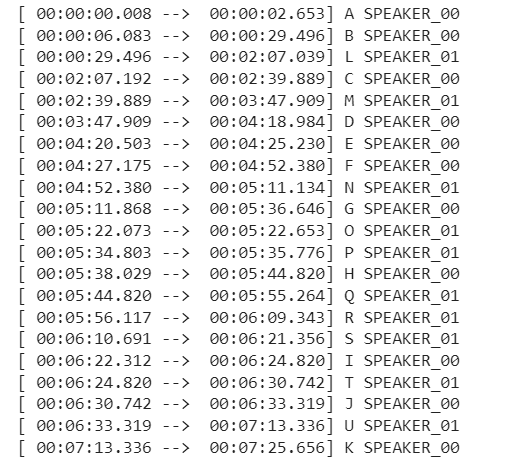 [ 00:00:00.008 -->  00:00:02.653] A SPEAKER_00
[ 00:00:06.083 -->  00:00:29.496] B SPEAKER_00
[ 00:00:29.496 -->  00:02:07.039] L SPEAKER_01
[ 00:02:07.192 -->  00:02:39.889] C SPEAKER_00
[ 00:02:39.889 -->  00:03:47.909] M SPEAKER_01
[ 00:03:47.909 -->  00:04:18.984] D SPEAKER_00
[ 00:04:20.503 -->  00:04:25.230] E SPEAKER_00
[ 00:04:27.175 -->  00:04:52.380] F SPEAKER_00
[ 00:04:52.380 -->  00:05:11.134] N SPEAKER_01
[ 00:05:11.868 -->  00:05:36.646] G SPEAKER_00
[ 00:05:22.073 -->  00:05:22.653] O SPEAKER_01
[ 00:05:34.803 -->  00:05:35.776] P SPEAKER_01
[ 00:05:38.029 -->  00:05:44.820] H SPEAKER_00
[ 00:05:44.820 -->  00:05:55.264] Q SPEAKER_01
[ 00:05:56.117 -->  00:06:09.343] R SPEAKER_01
[ 00:06:10.691 -->  00:06:21.356] S SPEAKER_01
[ 00:06:22.312 -->  00:06:24.820] I SPEAKER_00
[ 00:06:24.820 -->  00:06:30.742] T SPEAKER_01
[ 00:06:30.742 -->  00:06:33.319] J SPEAKER_00
[ 00:06:33.319 -->  00:07:13.336] U SPEAKER_01
[ 00:07:13.336 -->  00:07:25.656] K SPEAKER_00